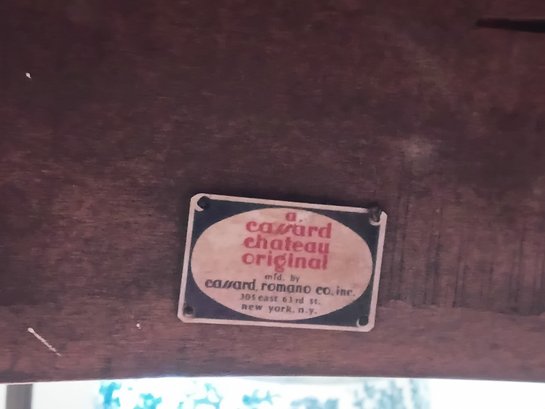 a
cassard
chateau
original
mfd. by
cassard, romano co. inc.
305 east 63rd st.
new york, n.y.